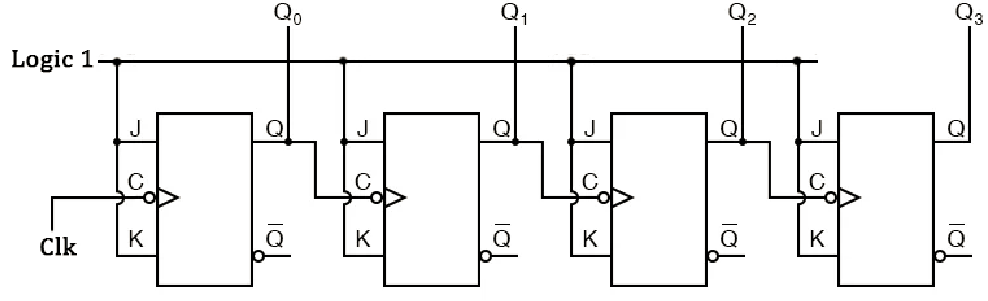 Q0 Q1 Q2 Q3
Logic 1
J Q J Q J Q J Q
C C C C
Clk K Q̅ K Q̅ K Q̅ K Q̅